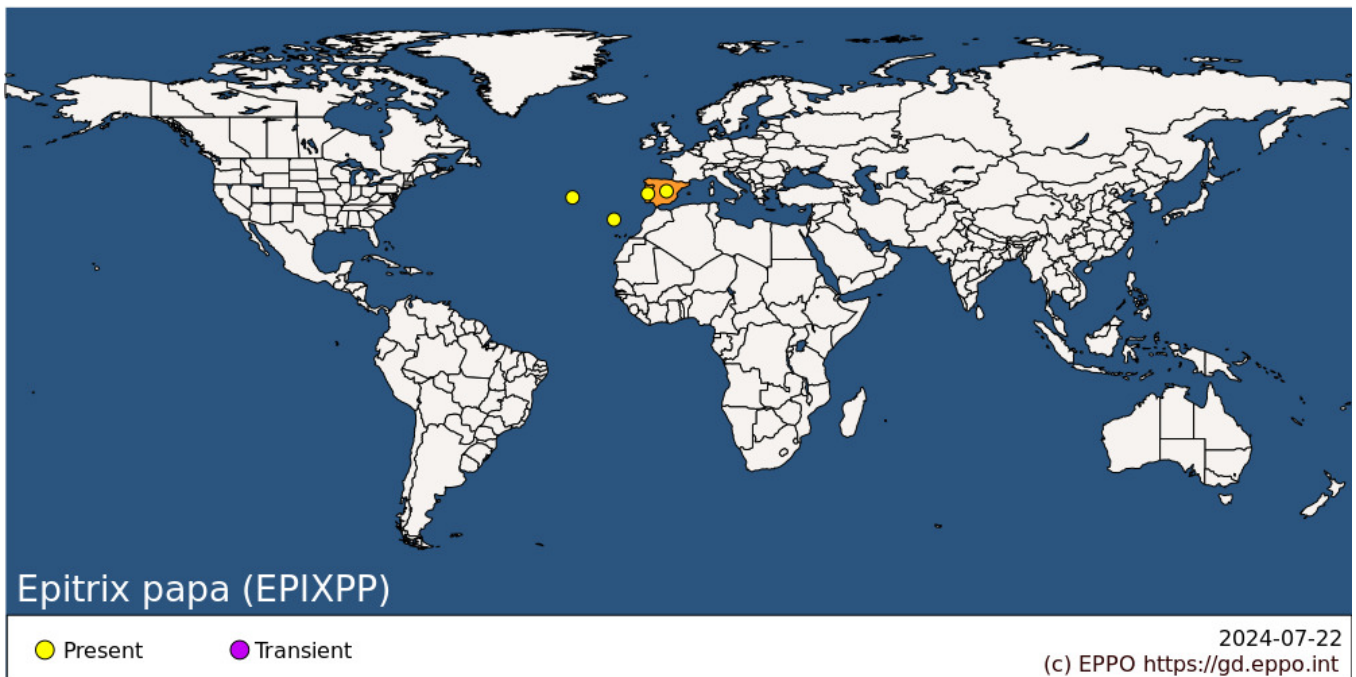 Epitrix papa (EPIXPP)
Present
Transient
2024-07-22
(c) EPPO https://gd.eppo.int